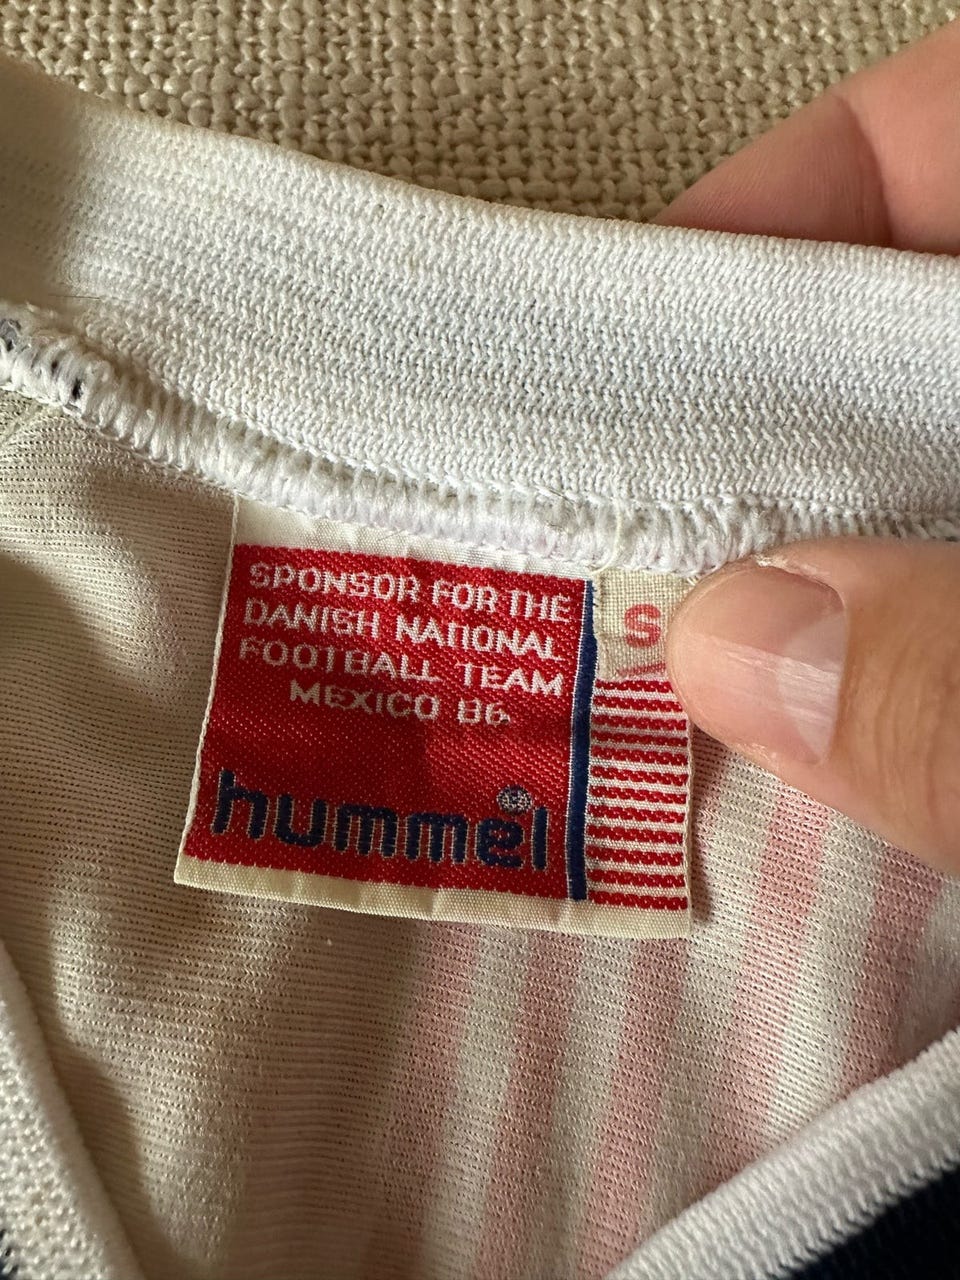 SPONSOR FOR THE
DANISH NATIONAL
FOOTBALL TEAM
MEXICO 86
hummel
S